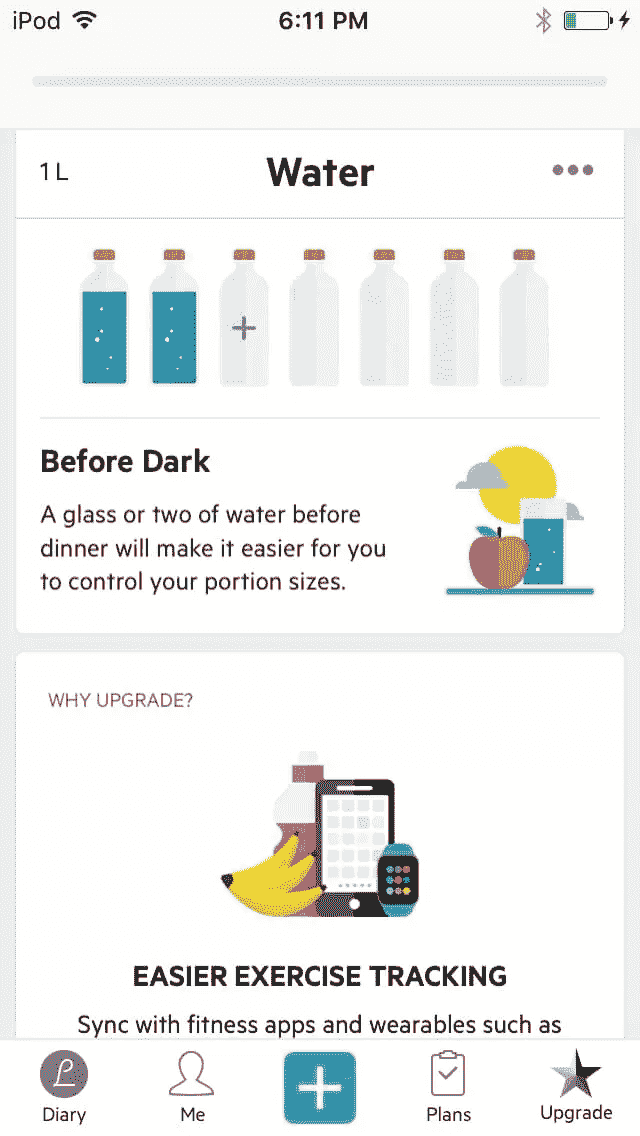 iPod 6:11 PM
1 L Water
Before Dark
A glass or two of water before
dinner will make it easier for you
to control your portion sizes.
WHY UPGRADE?
EASIER EXERCISE TRACKING
Sync with fitness apps and wearables such as
Diary Me Plans Upgrade